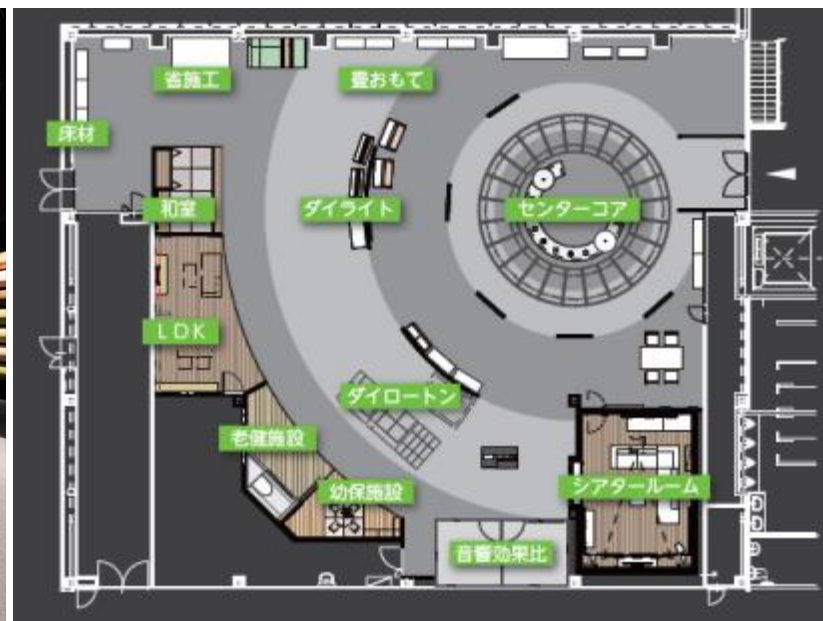 省施工
畳おもて
床材
和室
ダイライト
センターコア
LDK
ダイロートン
老健施設
幼保施設
シアタールーム
音響効果比